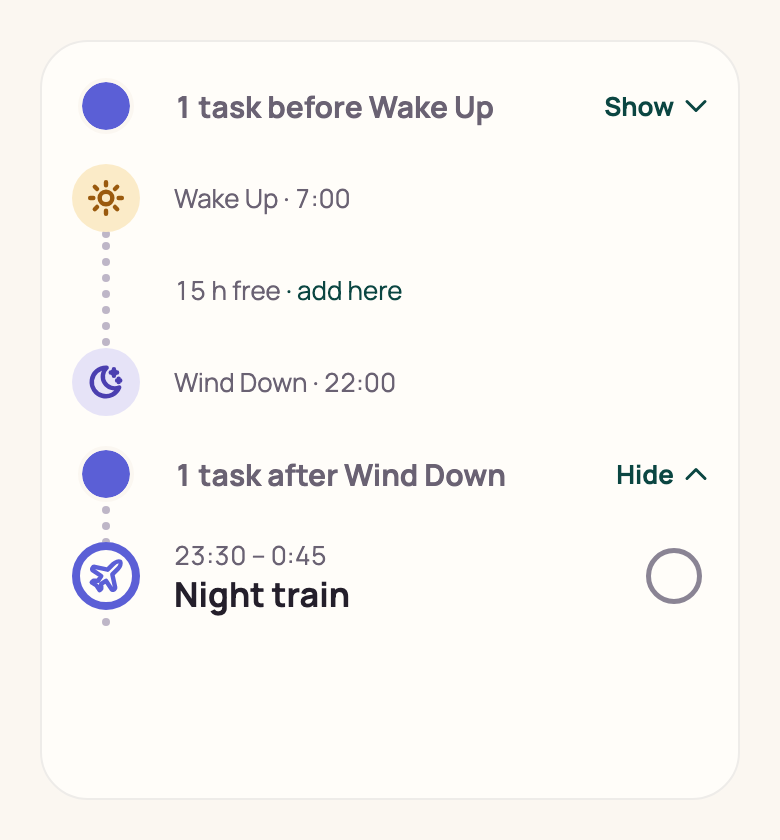 1 task before Wake Up
Show
Wake Up · 7:00
15 h free · add here
Wind Down · 22:00
1 task after Wind Down
Hide
23:30 – 0:45
Night train